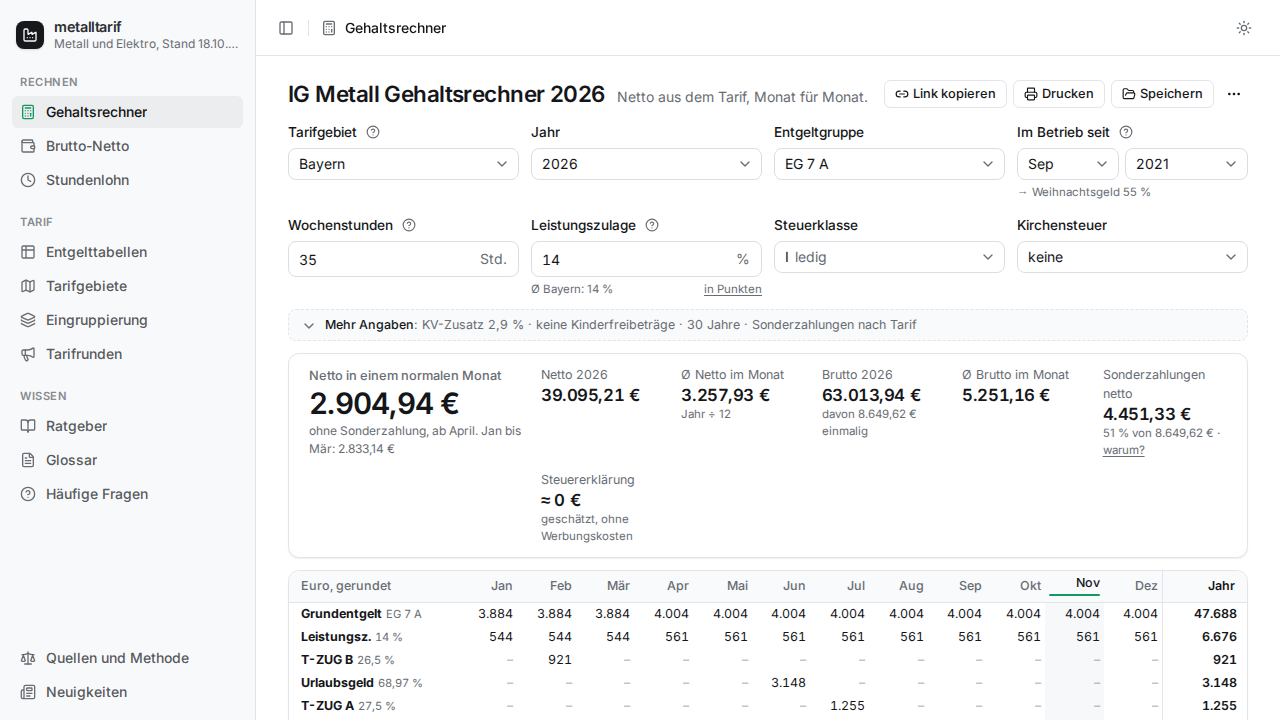 metalltarif
Metall und Elektro, Stand 18.10....
RECHNEN
Gehaltsrechner
Brutto-Netto
Stundenlohn
TARIF
Entgelttabellen
Tarifgebiete
Eingruppierung
Tarifrunden
WISSEN
Ratgeber
Glossar
Häufige Fragen
Quellen und Methode
Neuigkeiten
Gehaltsrechner
IG Metall Gehaltsrechner 2026 Netto aus dem Tarif, Monat für Monat. Link kopieren Drucken Speichern
Tarifgebiet Jahr Entgeltgruppe Im Betrieb seit
Bayern 2026 EG 7 A Sep 2021
→ Weihnachtsgeld 55 %
Wochenstunden Leistungszulage Steuerklasse Kirchensteuer
35 Std. 14 % I ledig keine
Ø Bayern: 14 % in Punkten
Mehr Angaben: KV-Zusatz 2,9 % · keine Kinderfreibeträge · 30 Jahre · Sonderzahlungen nach Tarif
Netto in einem normalen Monat
2.904,94 €
ohne Sonderzahlung, ab April. Jan bis
Mär: 2.833,14 €
Netto 2026
39.095,21 €
Ø Netto im Monat
3.257,93 €
Jahr ÷ 12
Brutto 2026
63.013,94 €
davon 8.649,62 €
einmalig
Ø Brutto im Monat
5.251,16 €
Sonderzahlungen
netto
4.451,33 €
51 % von 8.649,62 € ·
warum?
Steuererklärung
≈ 0 €
geschätzt, ohne
Werbungskosten
Euro, gerundet Jan Feb Mär Apr Mai Jun Jul Aug Sep Okt Nov Dez Jahr
Grundentgelt EG 7 A 3.884 3.884 3.884 4.004 4.004 4.004 4.004 4.004 4.004 4.004 4.004 4.004 47.688
Leistungsz. 14 % 544 544 544 561 561 561 561 561 561 561 561 561 6.676
T-ZUG B 26,5 % – 921 – – – – – – – – – – 921
Urlaubsgeld 68,97 % – – – – – 3.148 – – – – – – 3.148
T-ZUG A 27,5 % – – – – – – 1.255 – – – – – 1.255